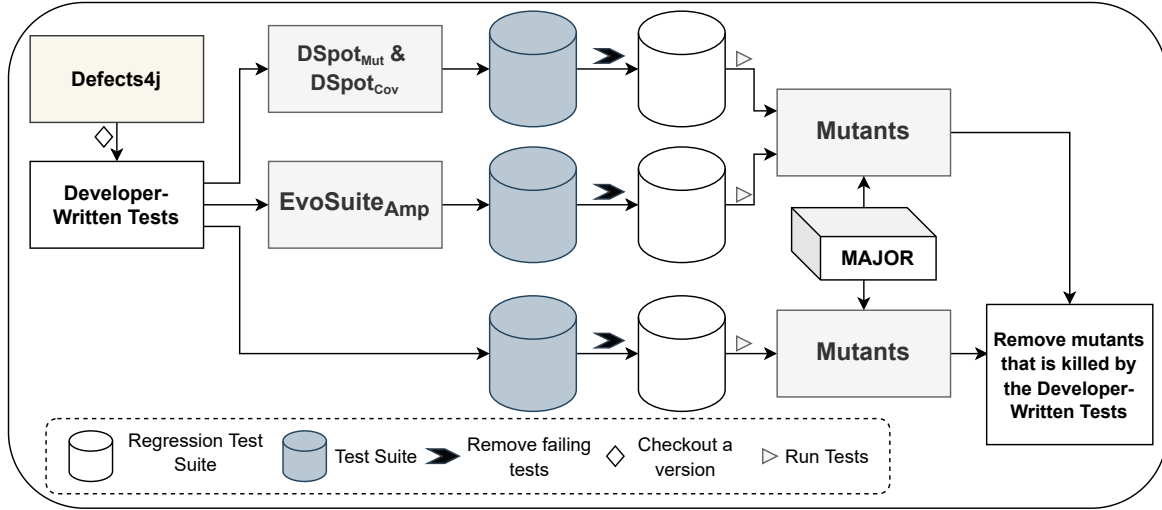 Defects4j
DSpotMut &
DSpotCov
Developer-
Written Tests
EvoSuiteAmp
Mutants
MAJOR
Mutants
Remove mutants
that is killed by
the Developer-
Written Tests
Regression Test
Suite
Test Suite
Remove failing
tests
Checkout a
version
Run Tests